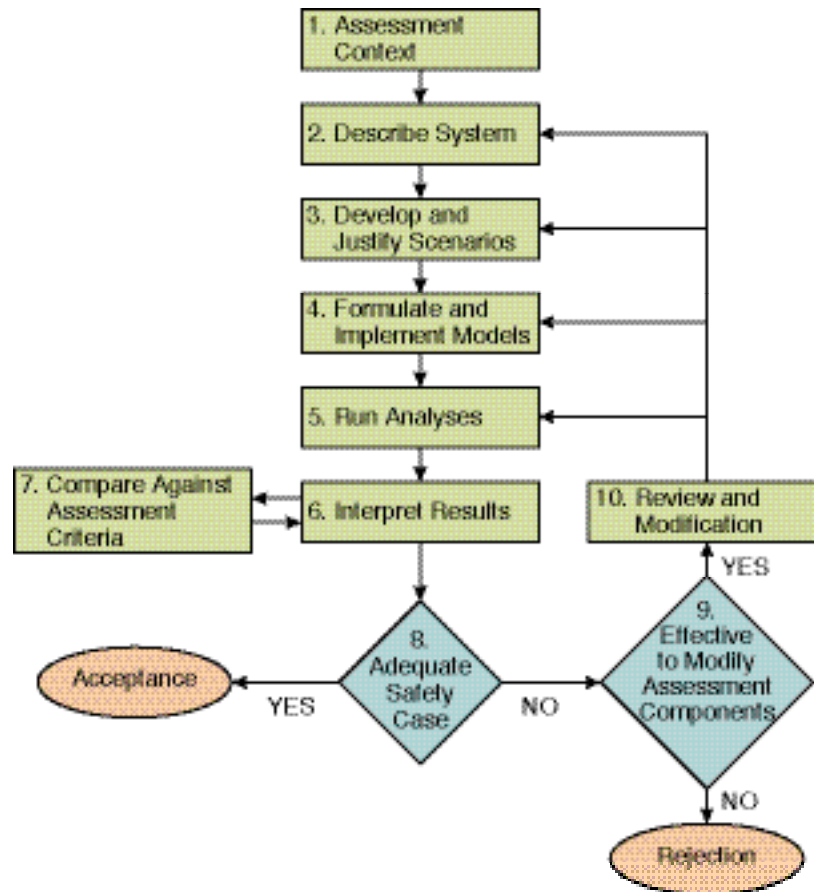 1. Assessment
Context
2. Describe System
3. Develop and
Justify Scenarios
4. Formulate and
Implement Models
5. Run Analyses
7. Compare Against
Assessment
Criteria
6. Interpret Results
10. Review and
Modification
YES
8.
Adequate
Safety
Case
9.
Effective
to Modify
Assessment
Components
Acceptance
YES
NO
NO
Rejection